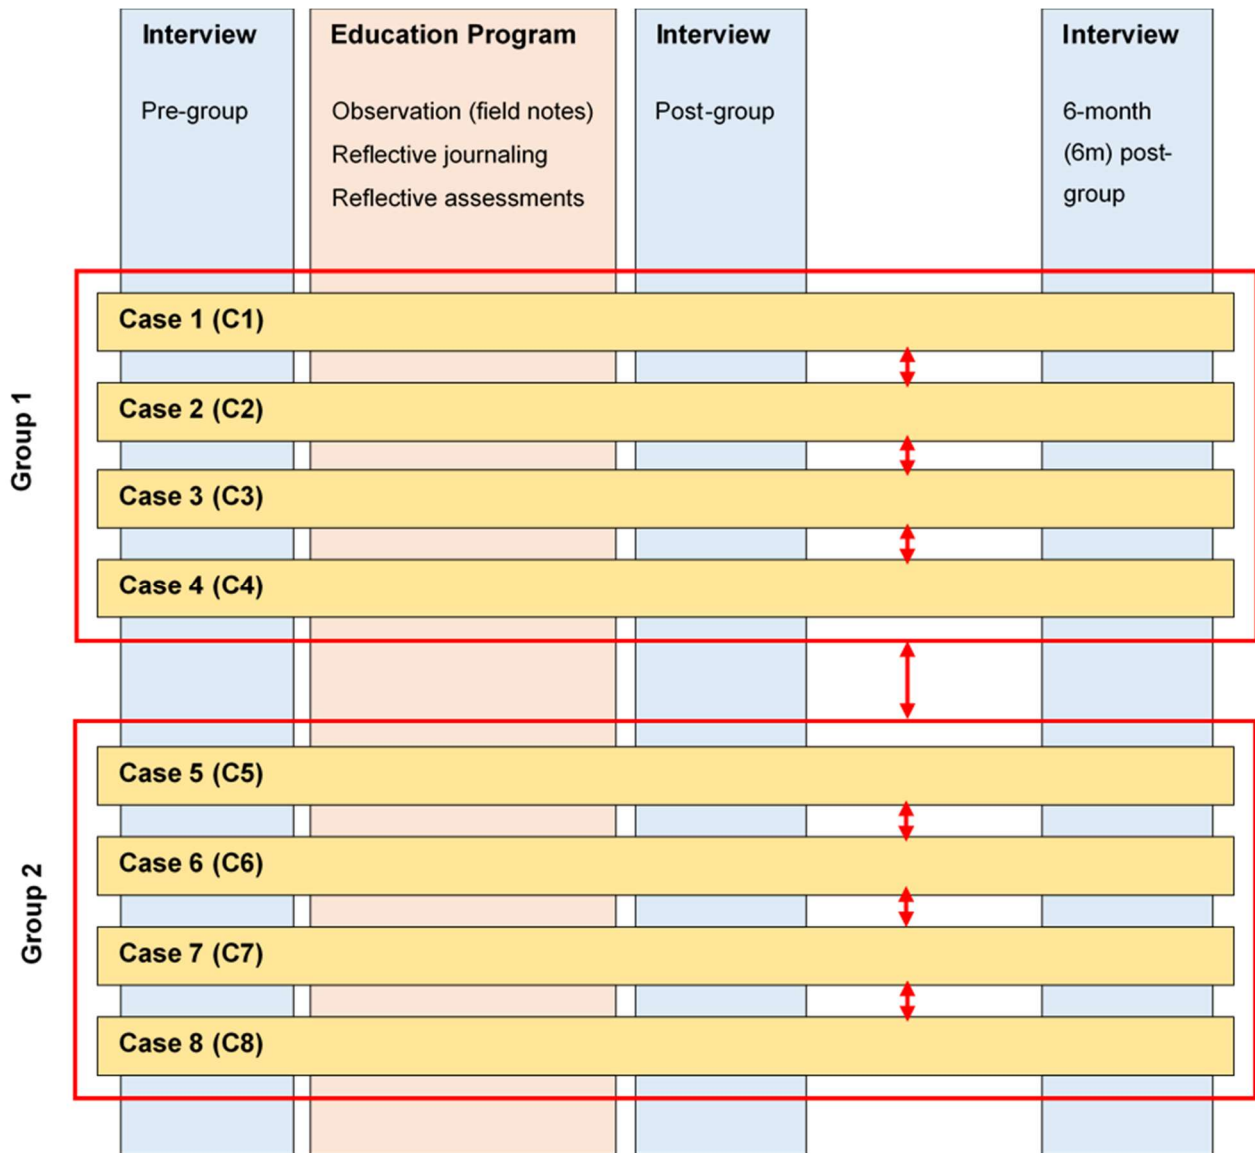 Interview
Pre-group
Education Program
Observation (field notes)
Reflective journaling
Reflective assessments
Interview
Post-group
Interview
6-month
(6m) post-
group
Group 1
Case 1 (C1)
Case 2 (C2)
Case 3 (C3)
Case 4 (C4)
Group 2
Case 5 (C5)
Case 6 (C6)
Case 7 (C7)
Case 8 (C8)